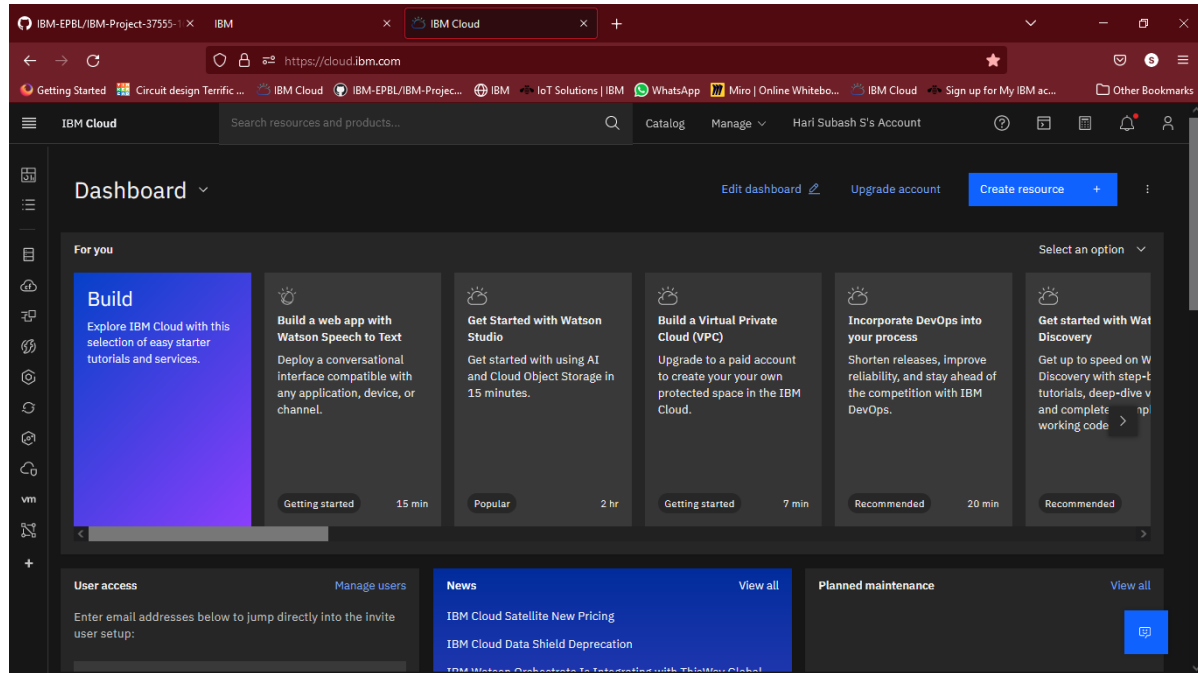 IBM-EPBL/IBM-Project-37555-1
IBM
IBM Cloud
https://cloud.ibm.com
S
Getting Started
Circuit design Terrific ...
IBM Cloud
IBM-EPBL/IBM-Projec...
IBM
IoT Solutions | IBM
WhatsApp
Miro | Online Whitebo...
IBM Cloud
Sign up for My IBM ac...
Other Bookmarks
IBM Cloud
Search resources and products...
Catalog
Manage
Hari Subash S's Account
Dashboard
Edit dashboard
Upgrade account
Create resource +
For you
Select an option
Build
Explore IBM Cloud with this
selection of easy starter
tutorials and services.
Build a web app with
Watson Speech to Text
Deploy a conversational
interface compatible with
any application, device, or
channel.
Getting started
15 min
Get Started with Watson
Studio
Get started with using AI
and Cloud Object Storage in
15 minutes.
Popular
2 hr
Build a Virtual Private
Cloud (VPC)
Upgrade to a paid account
to create your your own
protected space in the IBM
Cloud.
Getting started
7 min
Incorporate DevOps into
your process
Shorten releases, improve
reliability, and stay ahead of
the competition with IBM
DevOps.
Recommended
20 min
Get started with Wat
Discovery
Get up to speed on W
Discovery with step-b
tutorials, deep-dive v
and complete
working code
Recommended
vm
User access
Manage users
Enter email addresses below to jump directly into the invite
user setup:
News
View all
IBM Cloud Satellite New Pricing
IBM Cloud Data Shield Deprecation
IBM Watson Orchestrate Is Integrating with ThisWay Global
Planned maintenance
View all